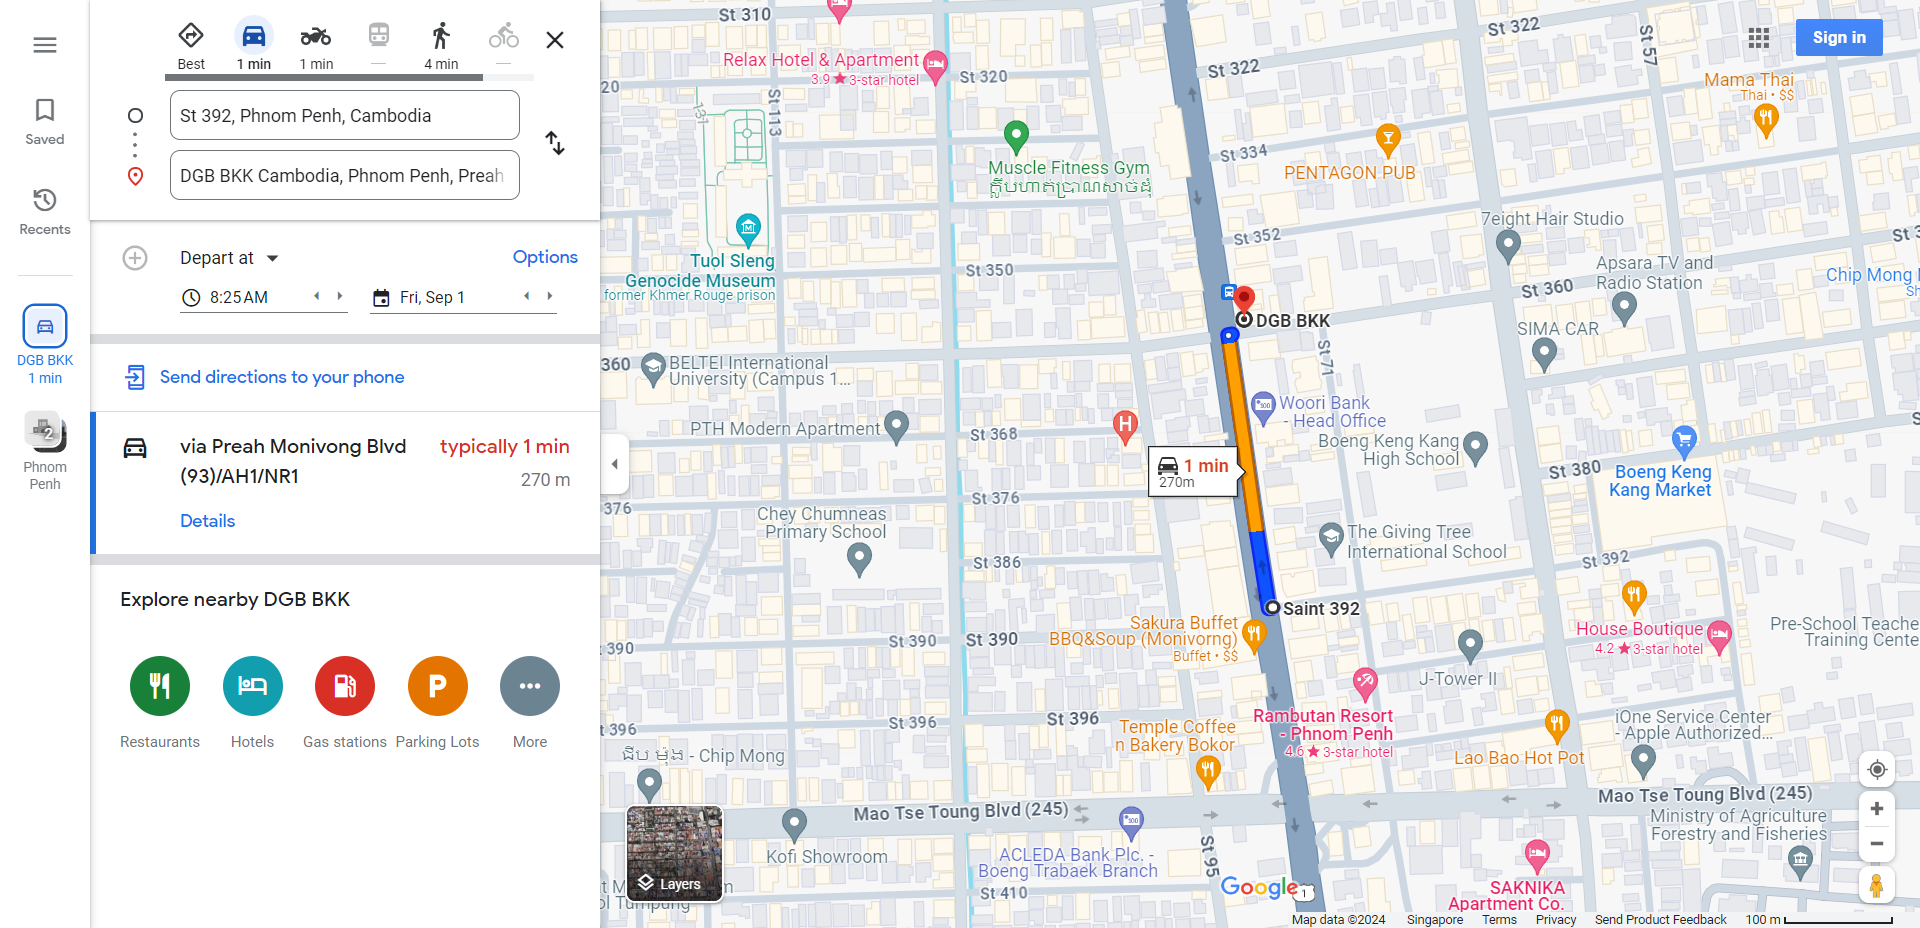 Best
1 min
1 min
—
4 min
—
St 392, Phnom Penh, Cambodia
DGB BKK Cambodia, Phnom Penh, Preah
Saved
Recents
DGB BKK
1 min
2
Phnom
Penh
Depart at
Options
8:25 AM
Fri, Sep 1
Send directions to your phone
via Preah Monivong Blvd
(93)/AH1/NR1
typically 1 min
270 m
Details
Explore nearby DGB BKK
Restaurants
Hotels
Gas stations
Parking Lots
More
Layers
Sign in
St 310
St 322
St 322
St 57
Relax Hotel & Apartment
3.9 ★ 3-star hotel
St 320
20
St 113
131
Mama Thai
Thai • $$
Muscle Fitness Gym
ក្លឹបហាត់ប្រាណសាច់ដុំ
St 334
PENTAGON PUB
7eight Hair Studio
Tuol Sleng
Genocide Museum
former Khmer Rouge prison
St 350
St 352
Apsara TV and
Radio Station
Chip Mong
St 360
DGB BKK
SIMA CAR
St 71
360
BELTEI International
University (Campus 1...
Woori Bank
- Head Office
PTH Modern Apartment
St 368
H
Boeng Keng Kang
High School
1 min
270m
St 380
Boeng Keng
Kang Market
St 376
376
Chey Chumneas
Primary School
The Giving Tree
International School
St 386
St 392
Saint 392
Sakura Buffet
BBQ&Soup (Monivorng)
Buffet • $$
390
St 390
St 390
House Boutique
4.2 ★ 3-star hotel
Pre-School Teache
Training Cente
J-Tower II
Rambutan Resort
- Phnom Penh
4.6 ★ 3-star hotel
St 396
St 396
t 396
Temple Coffee
n Bakery Bokor
iOne Service Center
- Apple Authorized...
Lao Bao Hot Pot
ជីប ម៉ុង - Chip Mong
Mao Tse Toung Blvd (245)
Mao Tse Toung Blvd (245)
Ministry of Agriculture
Forestry and Fisheries
Kofi Showroom
ACLEDA Bank Plc. -
Boeng Trabaek Branch
St 95
St 410
SAKNIKA
Apartment Co.
Google
1
Map data ©2024
Singapore
Terms
Privacy
Send Product Feedback
100 m